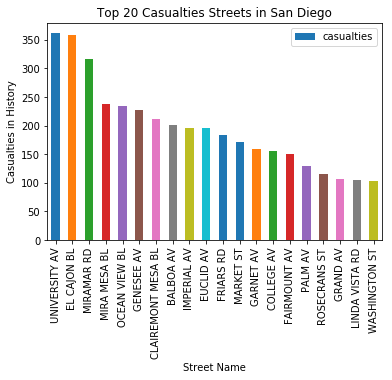 Top 20 Casualties Streets in San Diego
casualties
Casualties in History
350
300
250
200
150
100
50
0
UNIVERSITY AV
EL CAJON BL
MIRAMAR RD
MIRA MESA BL
OCEAN VIEW BL
GENESEE AV
CLAIREMONT MESA BL
BALBOA AV
IMPERIAL AV
EUCLID AV
FRIARS RD
MARKET ST
GARNET AV
COLLEGE AV
FAIRMOUNT AV
PALM AV
ROSECRANS ST
GRAND AV
LINDA VISTA RD
WASHINGTON ST
Street Name